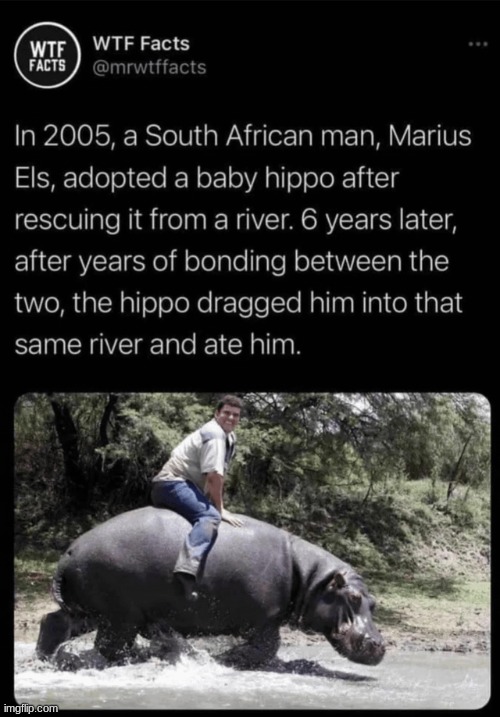 WTF
FACTS
WTF Facts
@mrwtffacts
In 2005, a South African man, Marius
Els, adopted a baby hippo after
rescuing it from a river. 6 years later,
after years of bonding between the
two, the hippo dragged him into that
same river and ate him.
imgflip.com